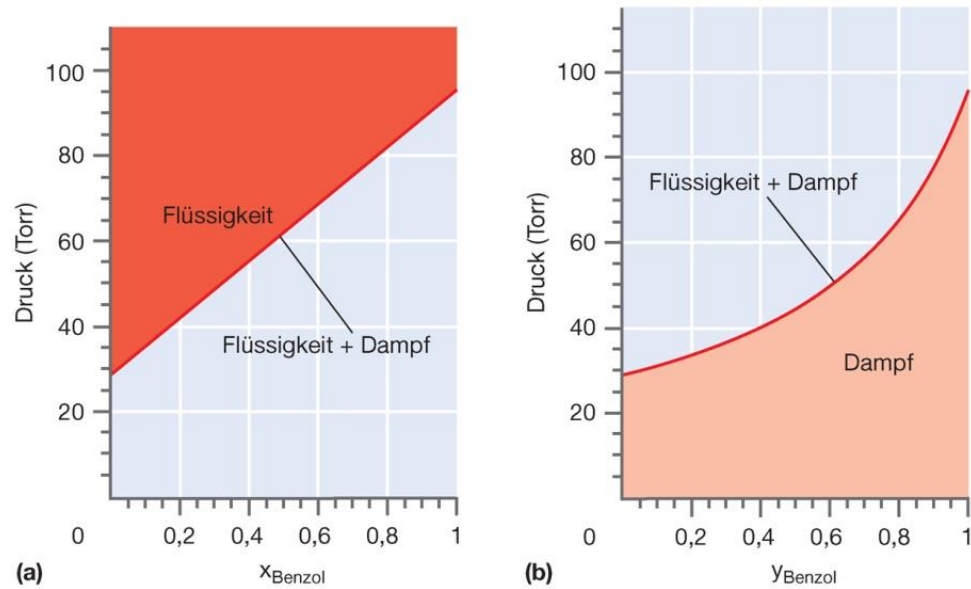 Druck (Torr)
100
80
60
40
20
0
Flüssigkeit
Flüssigkeit + Dampf
0,2 0,4 0,6 0,8 1
(a)
x_Benzol
Druck (Torr)
100
80
60
40
20
0
Flüssigkeit + Dampf
Dampf
0,2 0,4 0,6 0,8 1
(b)
y_Benzol